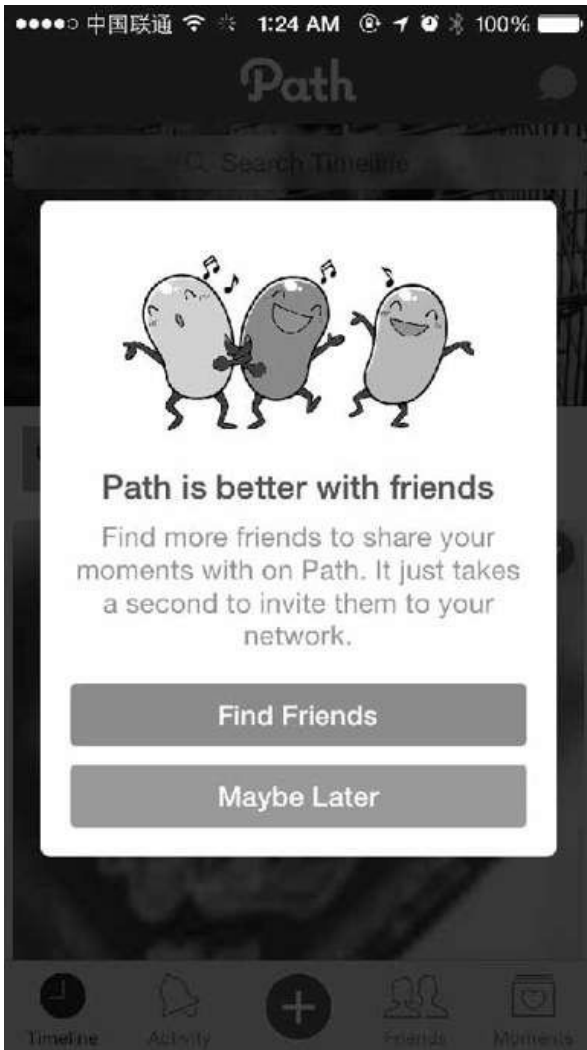 中国联通 1:24 AM 100%
Path
Search Timeline
Path is better with friends
Find more friends to share your
moments with on Path. It just takes
a second to invite them to your
network.
Find Friends
Maybe Later
Timeline Activity Friends Moments